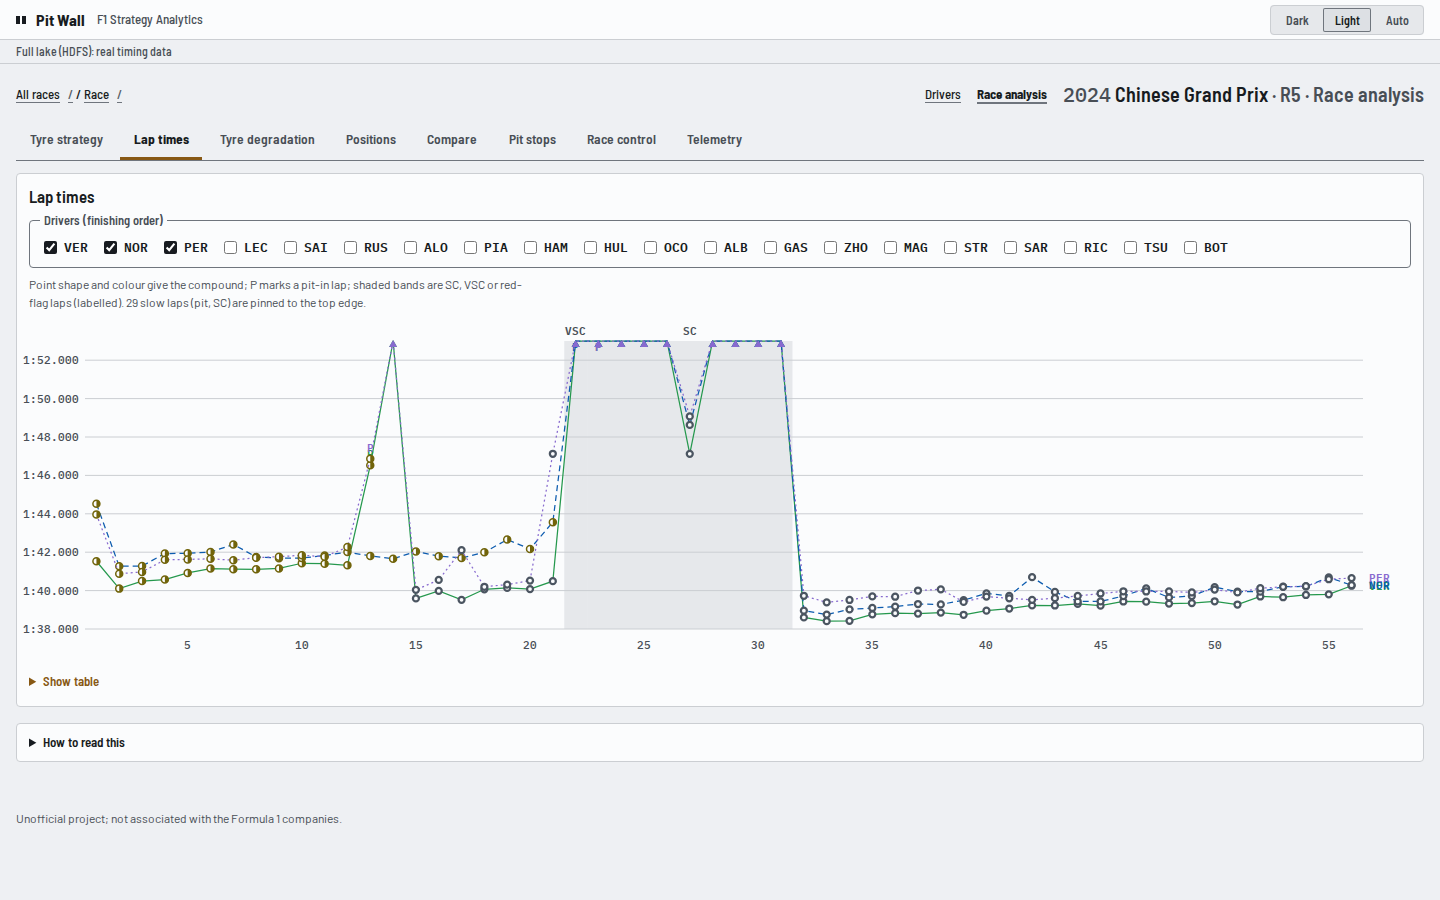 Pit Wall F1 Strategy Analytics Dark Light Auto
Full lake (HDFS): real timing data
All races / / Race / Drivers Race analysis 2024 Chinese Grand Prix · R5 · Race analysis
Tyre strategy Lap times Tyre degradation Positions Compare Pit stops Race control Telemetry
Lap times
Drivers (finishing order)
VER NOR PER LEC SAI RUS ALO PIA HAM HUL OCO ALB GAS ZHO MAG STR SAR RIC TSU BOT
Point shape and colour give the compound; P marks a pit-in lap; shaded bands are SC, VSC or red-
flag laps (labelled). 29 slow laps (pit, SC) are pinned to the top edge.
VSC SC
1:52.000
1:50.000
1:48.000
P
1:46.000
1:44.000
1:42.000
PER
1:40.000
1:38.000
5 10 15 20 25 30 35 40 45 50 55
Show table
How to read this
Unofficial project; not associated with the Formula 1 companies.